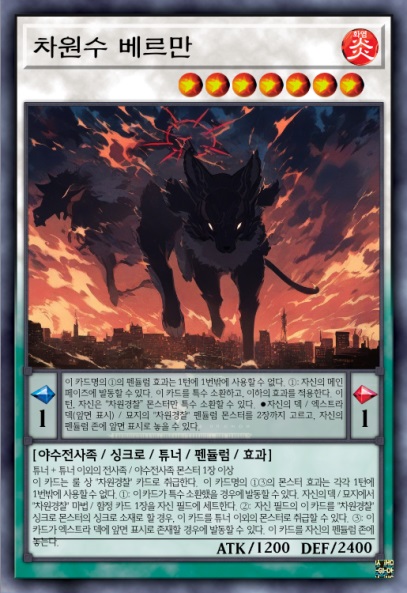 차원수 베르만
화염
炎
이 카드명의 ①의 펜듈럼 효과는 1턴에 1번밖에 사용할 수 없다. ①: 자신의 메인
페이즈에 발동할 수 있다. 이 카드를 특수 소환하고, 이하의 효과를 적용한다. 이
턴, 자신은 "차원경찰" 몬스터만 특수 소환할 수 있다. ●자신의 덱 / 엑스트라
덱(앞면 표시) / 묘지의 "차원경찰" 펜듈럼 몬스터를 2장까지 고르고, 자신의
펜듈럼 존에 앞면 표시로 놓을 수 있다.
1
1
[야수전사족 / 싱크로 / 튜너 / 펜듈럼 / 효과]
튜너 + 튜너 이외의 전사족 / 야수전사족 몬스터 1장 이상
이 카드는 룰 상 "차원경찰" 카드로 취급한다. 이 카드명의 ①③의 몬스터 효과는 각각 1턴에
1번밖에 사용할 수 없다. ①: 이 카드가 특수 소환했을 경우에 발동할 수 있다. 자신의 덱 / 묘지에서
"차원경찰" 마법 / 함정 카드 1장을 자신 필드에 세트한다. ②: 자신 필드의 이 카드를 "차원경찰"
싱크로 몬스터의 싱크로 소재로 할 경우, 이 카드를 튜너 이외의 몬스터로 취급할 수 있다. ③: 이
카드가 엑스트라 덱에 앞면 표시로 존재할 경우에 발동할 수 있다. 이 카드를 자신의 펜듈럼 존에
놓는다.
ATK/1200 DEF/2400